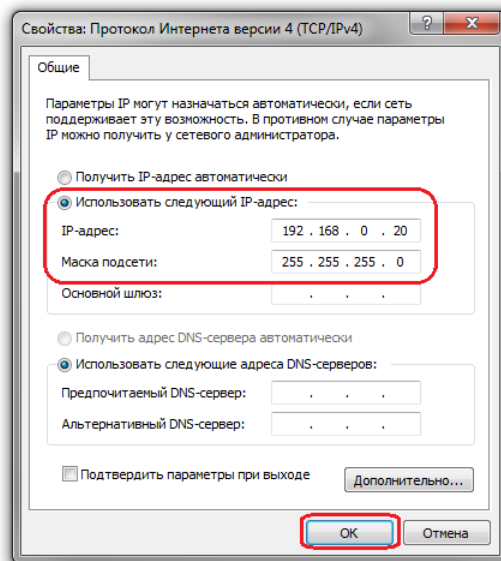 Свойства: Протокол Интернета версии 4 (TCP/IPv4)
Общие
Параметры IP могут назначаться автоматически, если сеть
поддерживает эту возможность. В противном случае параметры
IP можно получить у сетевого администратора.
Получить IP-адрес автоматически
Использовать следующий IP-адрес:
IP-адрес: 192 . 168 . 0 . 20
Маска подсети: 255 . 255 . 255 . 0
Основной шлюз: . . .
Получить адрес DNS-сервера автоматически
Использовать следующие адреса DNS-серверов:
Предпочитаемый DNS-сервер: . . .
Альтернативный DNS-сервер: . . .
Подтвердить параметры при выходе
Дополнительно...
ОК Отмена